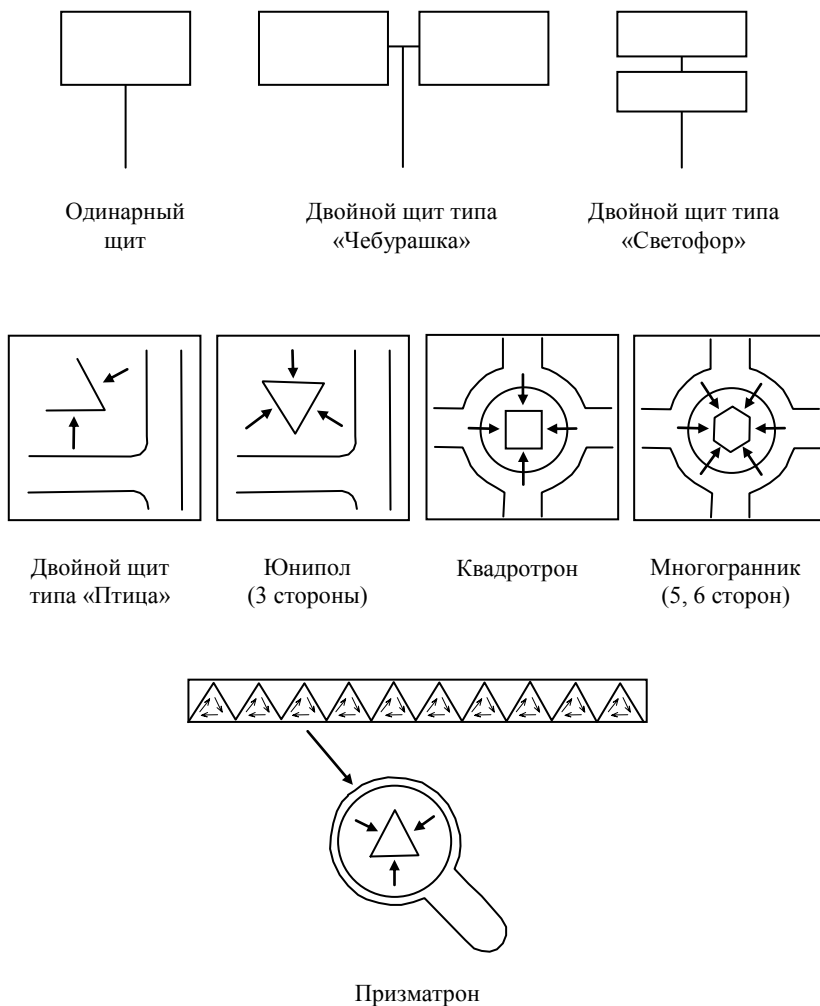 Одинарный
щит
Двойной щит типа
«Чебурашка»
Двойной щит типа
«Светофор»
Двойной щит
типа «Птица»
Юнипол
(3 стороны)
Квадротрон
Многогранник
(5, 6 сторон)
Призматрон